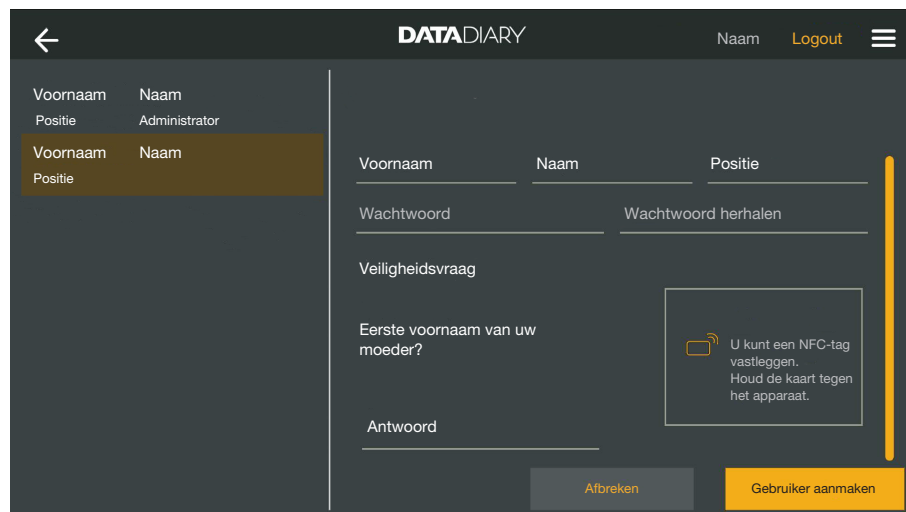 DATADIARY
Naam Logout
Voornaam Naam
Positie Administrator
Voornaam Naam
Positie
Voornaam Naam Positie
Wachtwoord Wachtwoord herhalen
Veiligheidsvraag
Eerste voornaam van uw
moeder?
U kunt een NFC-tag
vastleggen.
Houd de kaart tegen
het apparaat.
Antwoord
Afbreken Gebruiker aanmaken